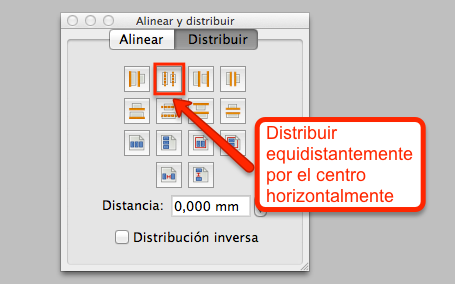 Alinear y distribuir
Alinear
Distribuir
Distribuir
equidistantemente
por el centro
horizontalmente
Distancia:
0,000 mm
Distribución inversa